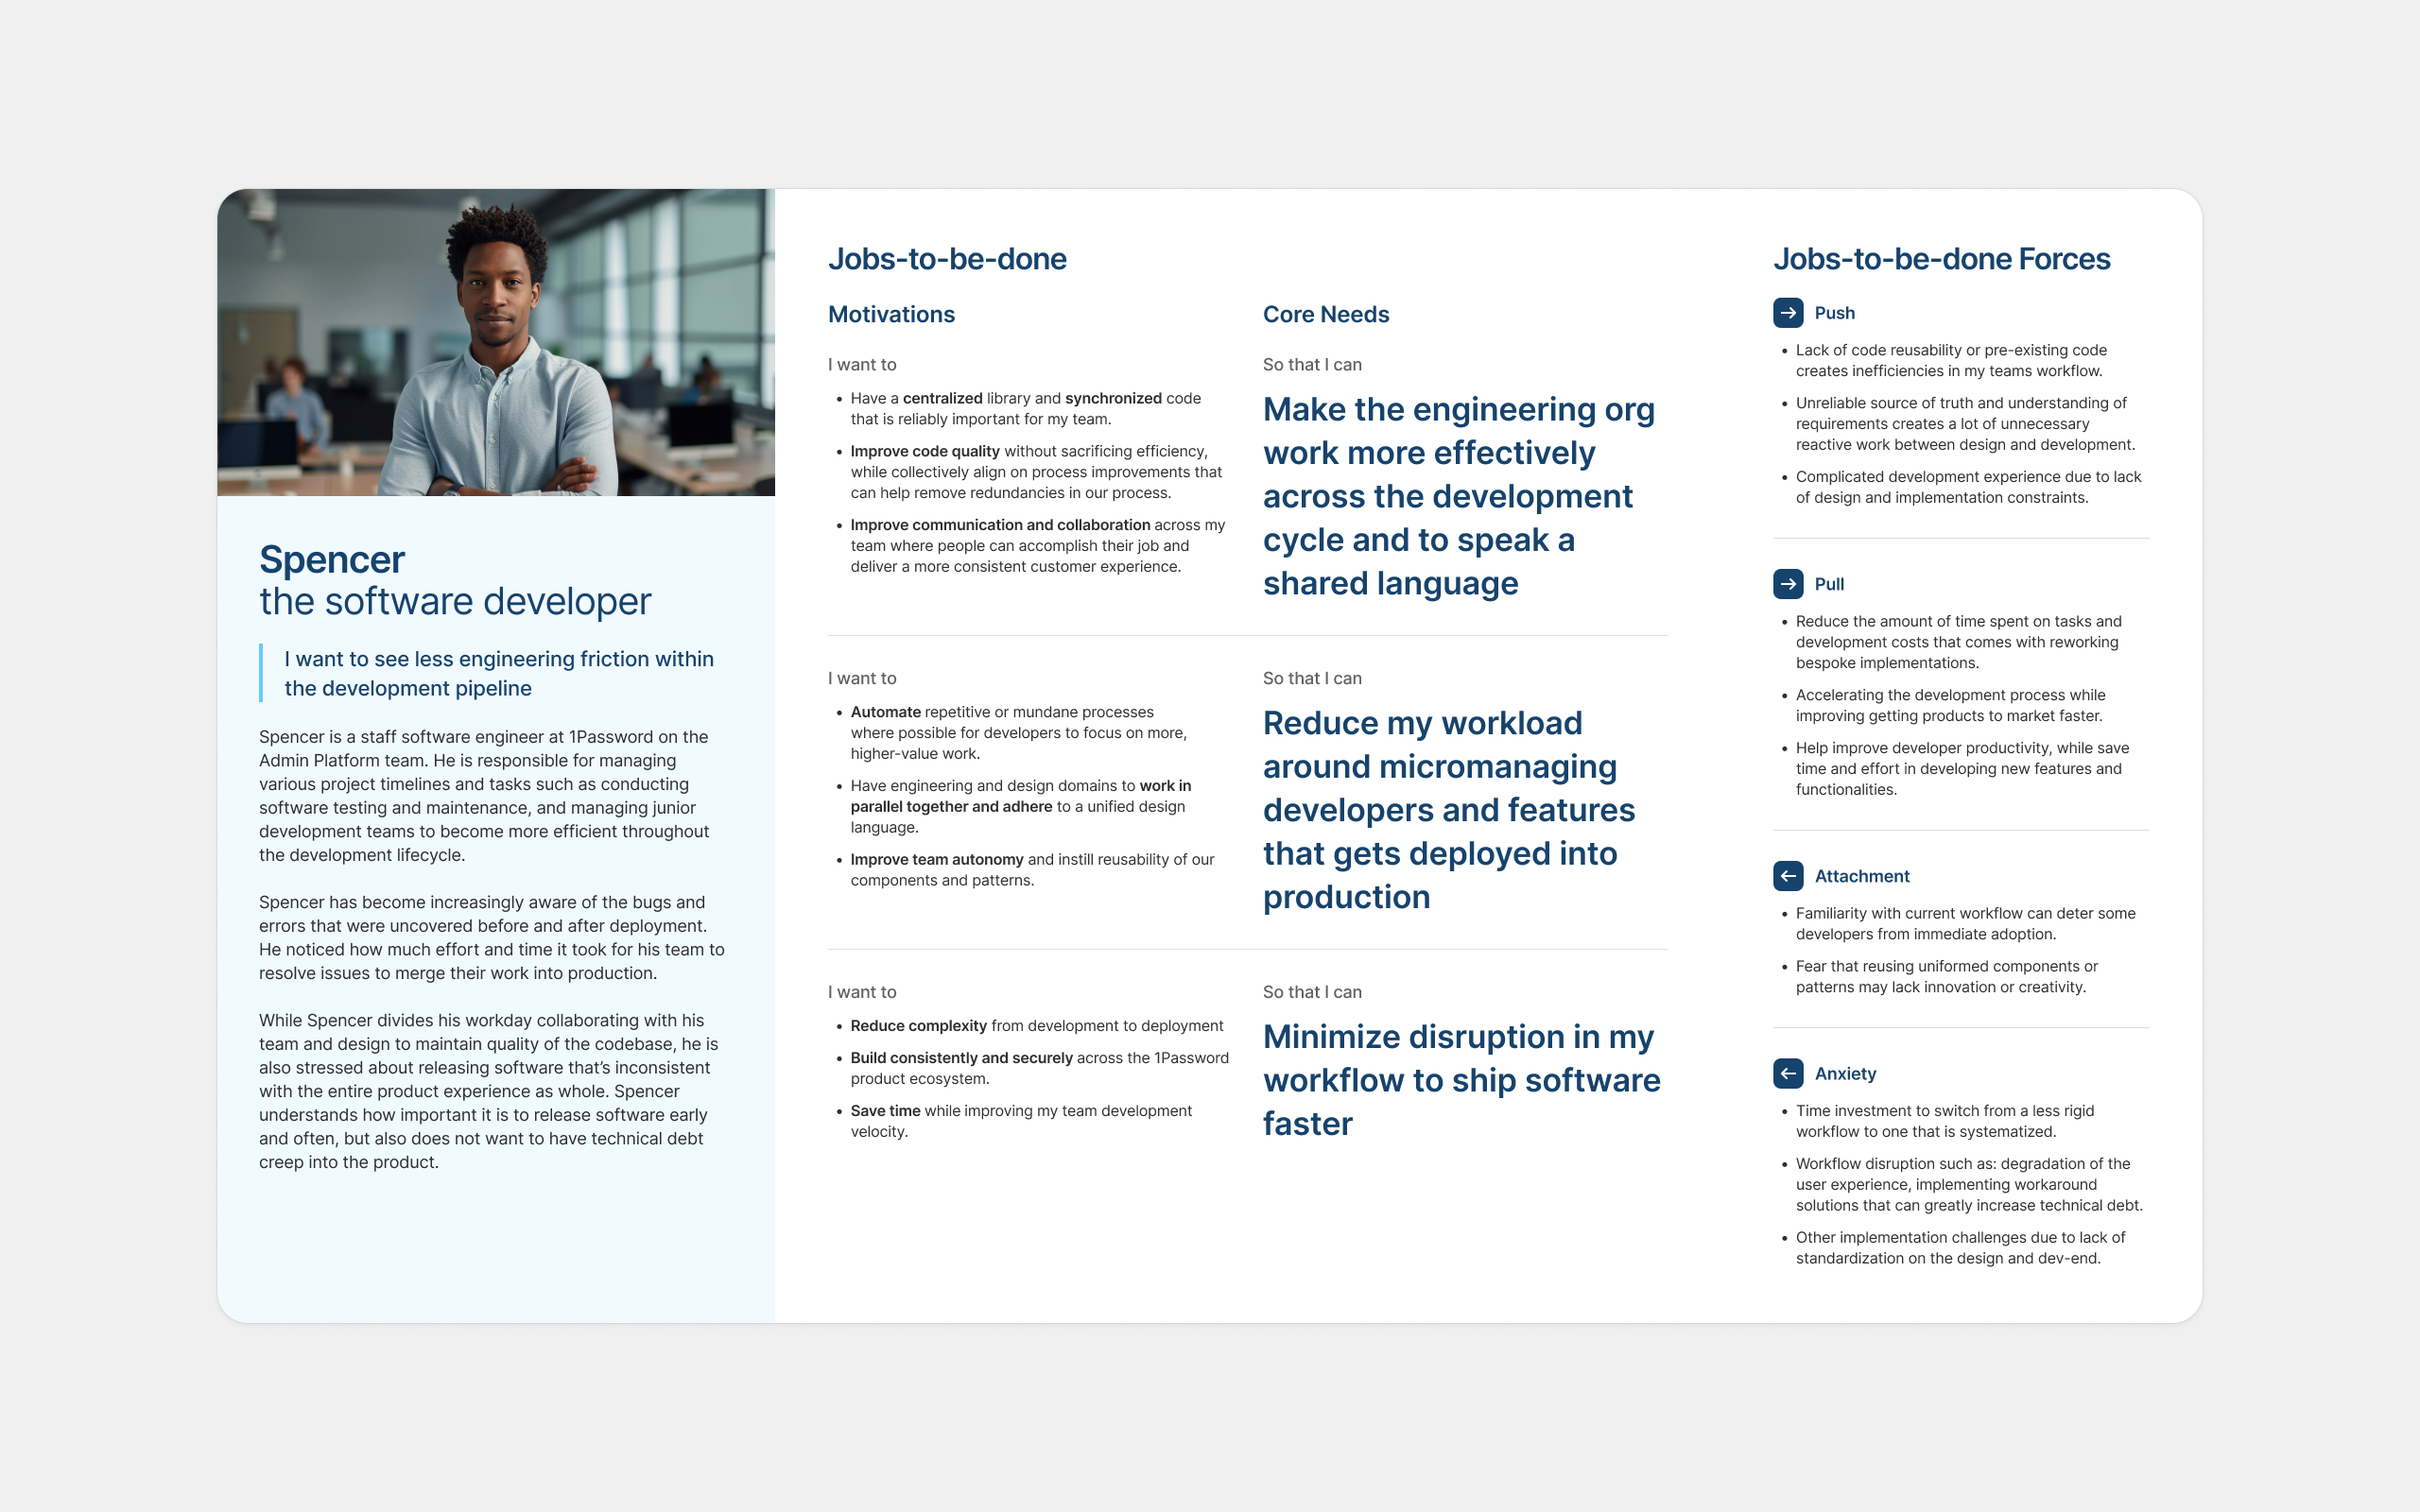 Spencer
the software developer
I want to see less engineering friction within
the development pipeline
Spencer is a staff software engineer at 1Password on the
Admin Platform team. He is responsible for managing
various project timelines and tasks such as conducting
software testing and maintenance, and managing junior
development teams to become more efficient throughout
the development lifecycle.
Spencer has become increasingly aware of the bugs and
errors that were uncovered before and after deployment.
He noticed how much effort and time it took for his team to
resolve issues to merge their work into production.
While Spencer divides his workday collaborating with his
team and design to maintain quality of the codebase, he is
also stressed about releasing software that's inconsistent
with the entire product experience as whole. Spencer
understands how important it is to release software early
and often, but also does not want to have technical debt
creep into the product.
Jobs-to-be-done
Motivations
I want to
• Have a centralized library and synchronized code
that is reliably important for my team.
• Improve code quality without sacrificing efficiency,
while collectively align on process improvements that
can help remove redundancies in our process.
• Improve communication and collaboration across my
team where people can accomplish their job and
deliver a more consistent customer experience.
Core Needs
So that I can
Make the engineering org
work more effectively
across the development
cycle and to speak a
shared language
I want to
• Automate repetitive or mundane processes
where possible for developers to focus on more,
higher-value work.
• Have engineering and design domains to work in
parallel together and adhere to a unified design
language.
• Improve team autonomy and instill reusability of our
components and patterns.
So that I can
Reduce my workload
around micromanaging
developers and features
that gets deployed into
production
I want to
• Reduce complexity from development to deployment
• Build consistently and securely across the 1Password
product ecosystem.
• Save time while improving my team development
velocity.
So that I can
Minimize disruption in my
workflow to ship software
faster
Jobs-to-be-done Forces
Push
• Lack of code reusability or pre-existing code
creates inefficiencies in my teams workflow.
• Unreliable source of truth and understanding of
requirements creates a lot of unnecessary
reactive work between design and development.
• Complicated development experience due to lack
of design and implementation constraints.
Pull
• Reduce the amount of time spent on tasks and
development costs that comes with reworking
bespoke implementations.
• Accelerating the development process while
improving getting products to market faster.
• Help improve developer productivity, while save
time and effort in developing new features and
functionalities.
Attachment
• Familiarity with current workflow can deter some
developers from immediate adoption.
• Fear that reusing uniformed components or
patterns may lack innovation or creativity.
Anxiety
• Time investment to switch from a less rigid
workflow to one that is systematized.
• Workflow disruption such as: degradation of the
user experience, implementing workaround
solutions that can greatly increase technical debt.
• Other implementation challenges due to lack of
standardization on the design and dev-end.